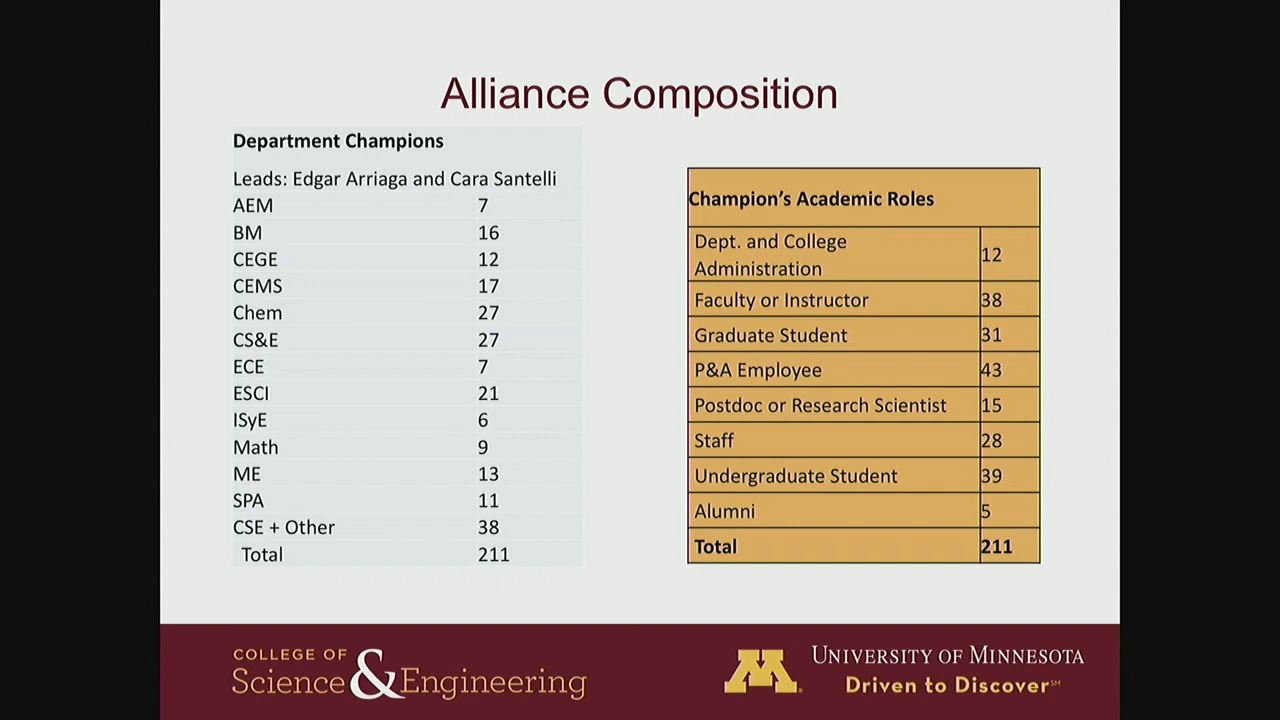 Alliance Composition
Department Champions
Leads: Edgar Arriaga and Cara Santelli
AEM 7
BM 16
CEGE 12
CEMS 17
Chem 27
CS&E 27
ECE 7
ESCI 21
ISyE 6
Math 9
ME 13
SPA 11
CSE + Other 38
Total 211
Champion's Academic Roles
Dept. and College
Administration 12
Faculty or Instructor 38
Graduate Student 31
P&A Employee 43
Postdoc or Research Scientist 15
Staff 28
Undergraduate Student 39
Alumni 5
Total 211
COLLEGE OF
Science & Engineering
M
UNIVERSITY OF MINNESOTA
Driven to Discover℠